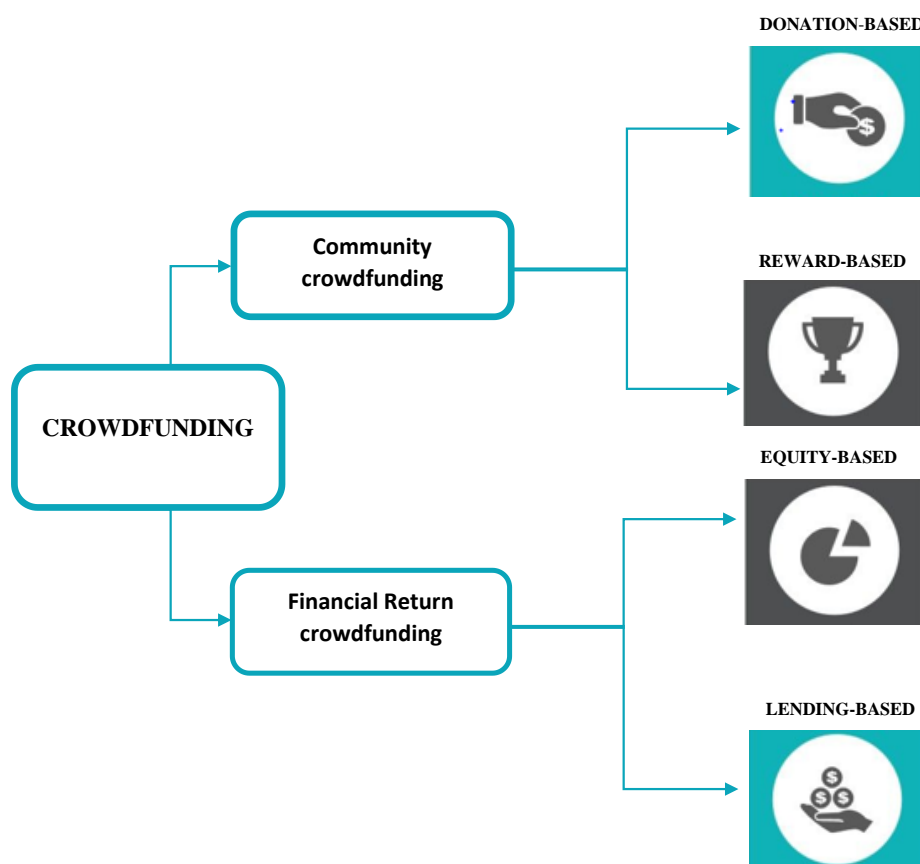 DONATION-BASED
Community
crowdfunding
REWARD-BASED
CROWDFUNDING
EQUITY-BASED
Financial Return
crowdfunding
LENDING-BASED
$
$
$ $